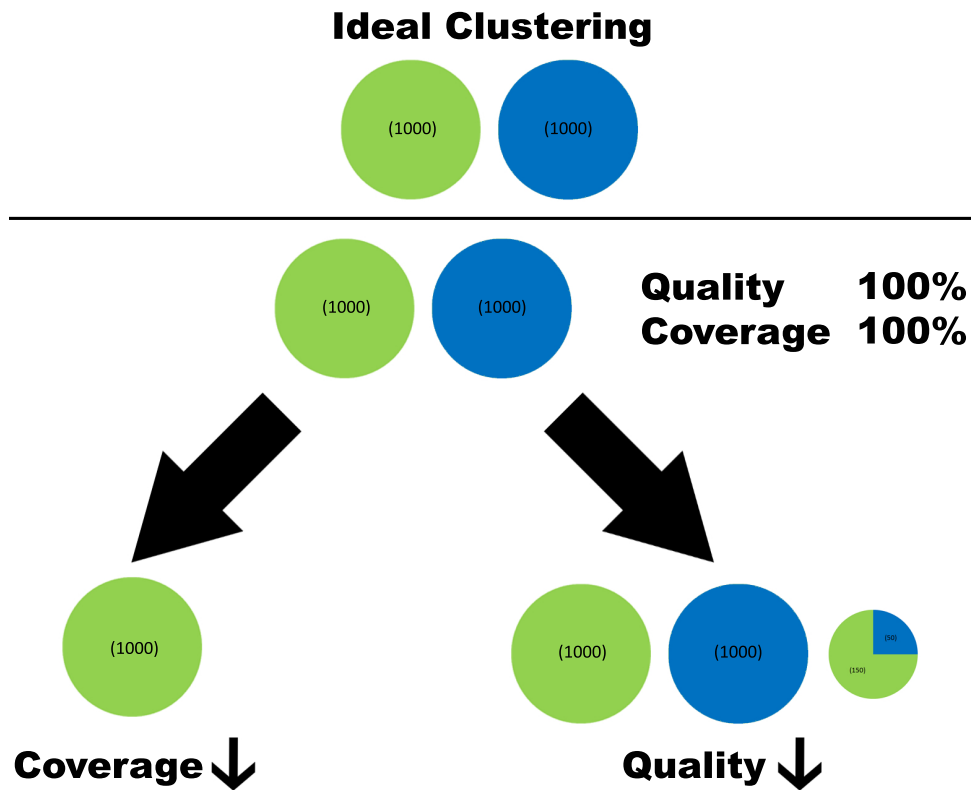 Ideal Clustering
(1000) (1000)
(1000) (1000)
Quality 100%
Coverage 100%
(1000)
(1000) (1000) (50)
(150)
Coverage
Quality